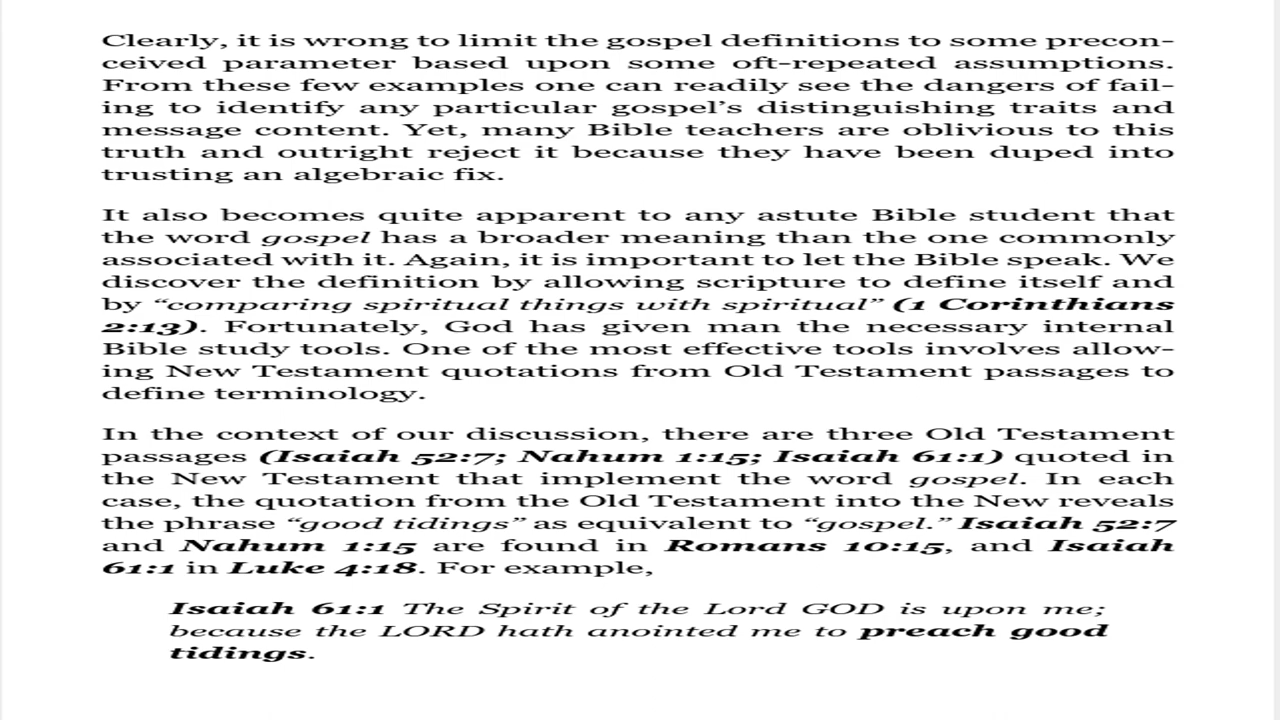 Clearly, it is wrong to limit the gospel definitions to some precon-
ceived parameter based upon some oft-repeated assumptions.
From these few examples one can readily see the dangers of fail-
ing to identify any particular gospel’s distinguishing traits and
message content. Yet, many Bible teachers are oblivious to this
truth and outright reject it because they have been duped into
trusting an algebraic fix.
It also becomes quite apparent to any astute Bible student that
the word gospel has a broader meaning than the one commonly
associated with it. Again, it is important to let the Bible speak. We
discover the definition by allowing scripture to define itself and
by “comparing spiritual things with spiritual” (1 Corinthians
2:13). Fortunately, God has given man the necessary internal
Bible study tools. One of the most effective tools involves allow-
ing New Testament quotations from Old Testament passages to
define terminology.
In the context of our discussion, there are three Old Testament
passages (Isaiah 52:7; Nahum 1:15; Isaiah 61:1) quoted in
the New Testament that implement the word gospel. In each
case, the quotation from the Old Testament into the New reveals
the phrase “good tidings” as equivalent to “gospel.” Isaiah 52:7
and Nahum 1:15 are found in Romans 10:15, and Isaiah
61:1 in Luke 4:18. For example,
Isaiah 61:1 The Spirit of the Lord GOD is upon me;
because the LORD hath anointed me to preach good
tidings.